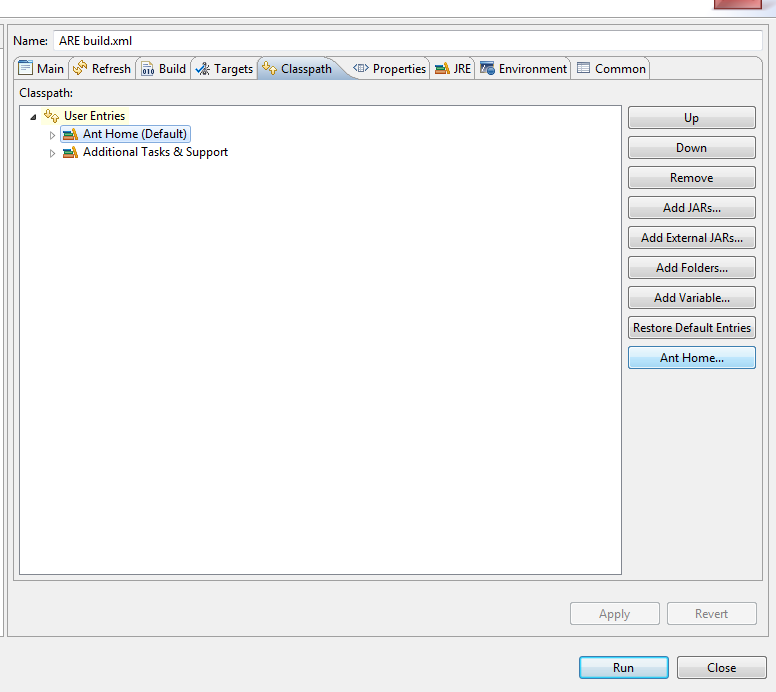 Name: ARE build.xml
Main Refresh Build Targets Classpath Properties JRE Environment Common
Classpath:
User Entries
Ant Home (Default)
Additional Tasks & Support
Up
Down
Remove
Add JARs...
Add External JARs...
Add Folders...
Add Variable...
Restore Default Entries
Ant Home...
Apply Revert
Run Close